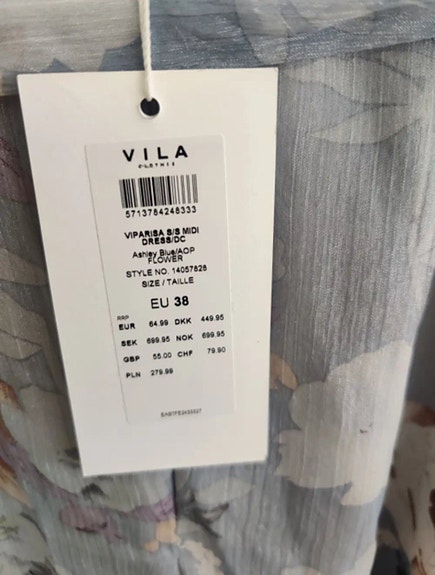 VILA
CLOTHES
5713784248333
VIPARISA S/S MIDI
DRESS/DC
Ashley Blue/AOP
FLOWER
STYLE NO. 14057828
SIZE / TAILLE
EU 38
RRP
EUR 64.99 DKK 449.95
SEK 699.95 NOK 699.95
GBP 55.00 CHF 79.90
PLN 279.99